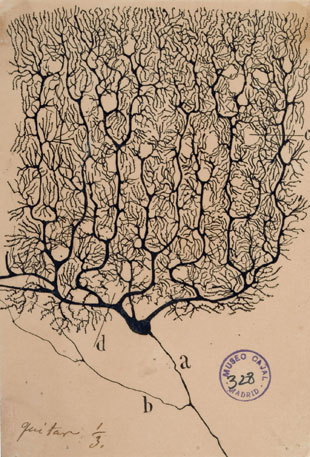 d
a
b
MUSEO CAJAL
328
MADRID
quitar 1/3.